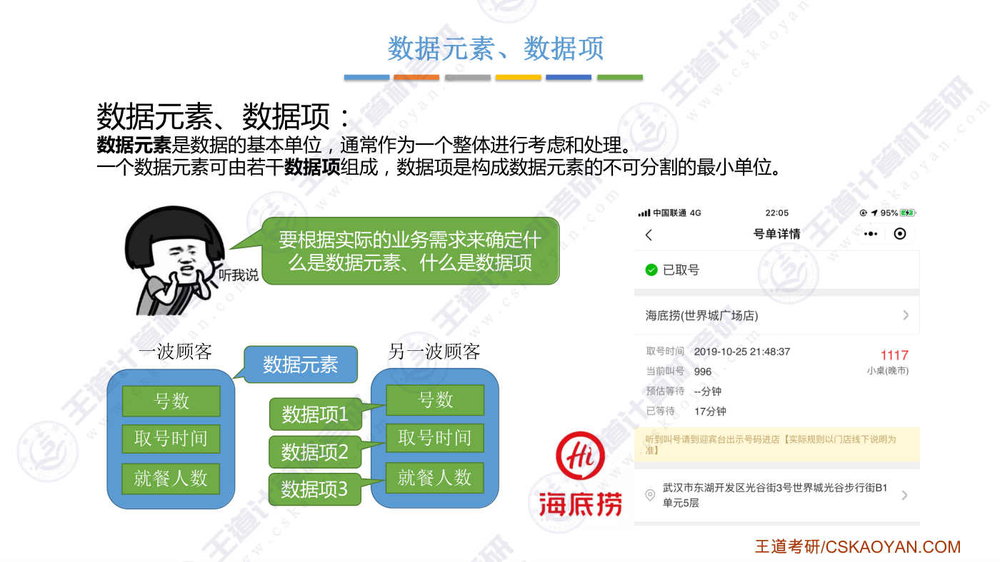 数据元素、数据项
数据元素、数据项：
数据元素是数据的基本单位，通常作为一个整体进行考虑和处理。
一个数据元素可由若干数据项组成，数据项是构成数据元素的不可分割的最小单位。
听我说
要根据实际的业务需求来确定什
么是数据元素、什么是数据项
一波顾客
数据元素
号数
取号时间
就餐人数
另一波顾客
数据项1
数据项2
数据项3
号数
取号时间
就餐人数
Hi
海底捞
中国联通 4G
22:05
95%
号单详情
已取号
海底捞(世界城广场店)
取号时间 2019-10-25 21:48:37
1117
当前叫号 996
小桌(晚市)
预估等待 --分钟
已等待 17分钟
听到叫号请到迎宾台出示号码进店【实际规则以门店线下说明为
准】
武汉市东湖开发区光谷街3号世界城光谷步行街B1
单元5层
王道考研/CSKAOYAN.COM
王道计算机考研
www.cskaoyan.com